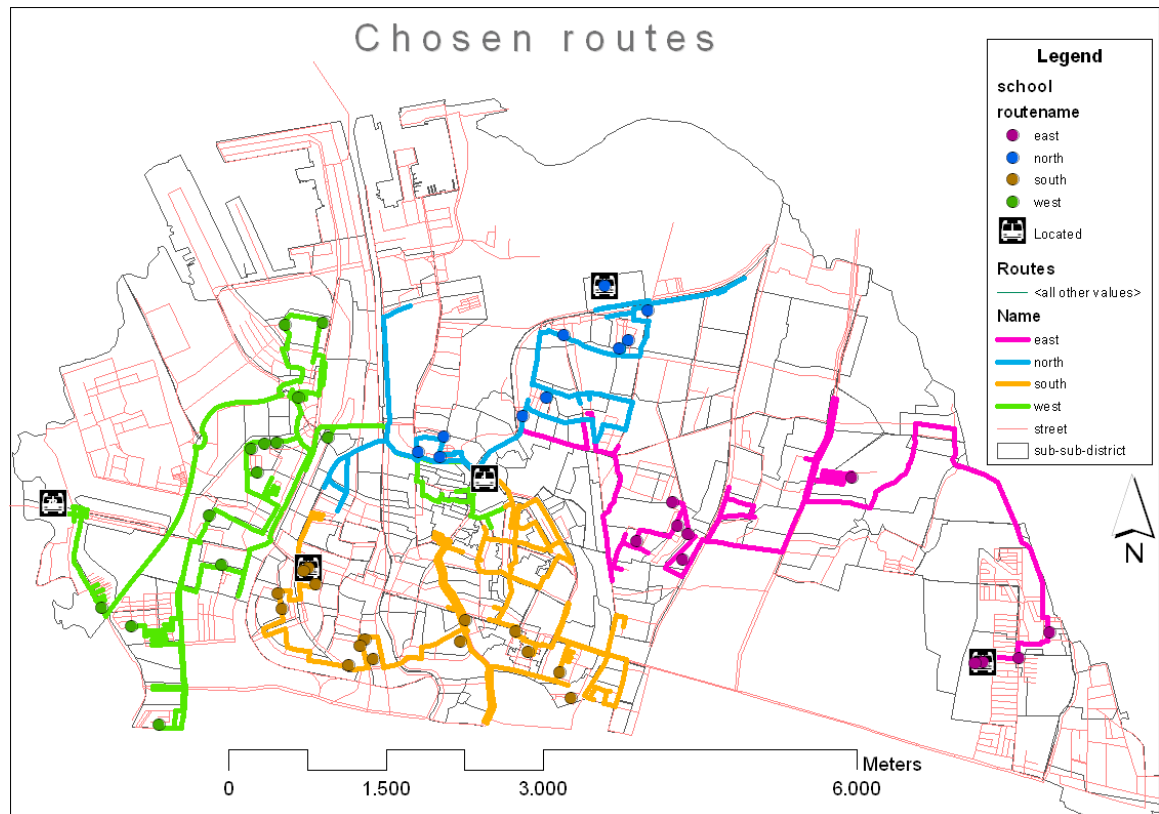 Chosen routes
Legend
school
routename
east
north
south
west
Located
Routes
<all other values>
Name
east
north
south
west
street
sub-sub-district
N
Meters
0 1.500 3.000 6.000